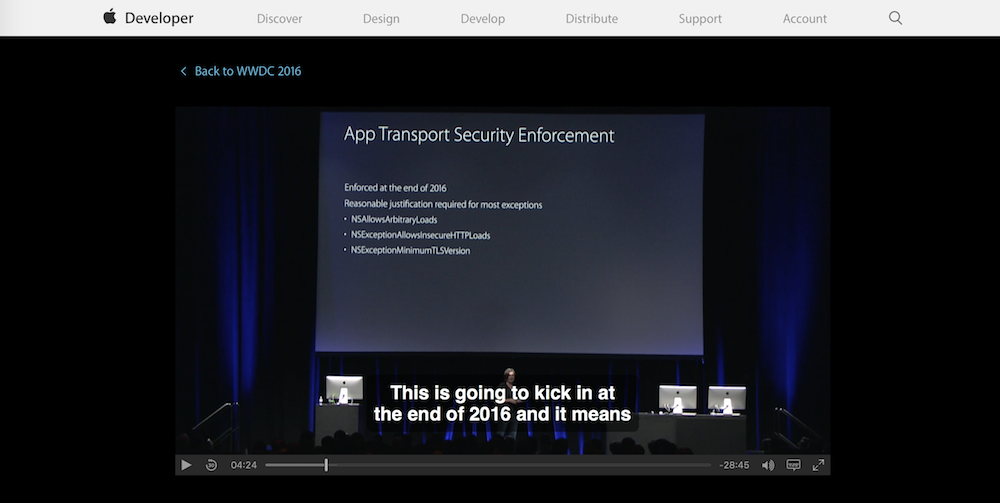 Developer
Discover
Design
Develop
Distribute
Support
Account
Back to WWDC 2016
App Transport Security Enforcement
Enforced at the end of 2016
Reasonable justification required for most exceptions
• NSAllowsArbitraryLoads
• NSExceptionAllowsInsecureHTTPLoads
• NSExceptionMinimumTLSVersion
This is going to kick in at
the end of 2016 and it means
04:24
-28:45